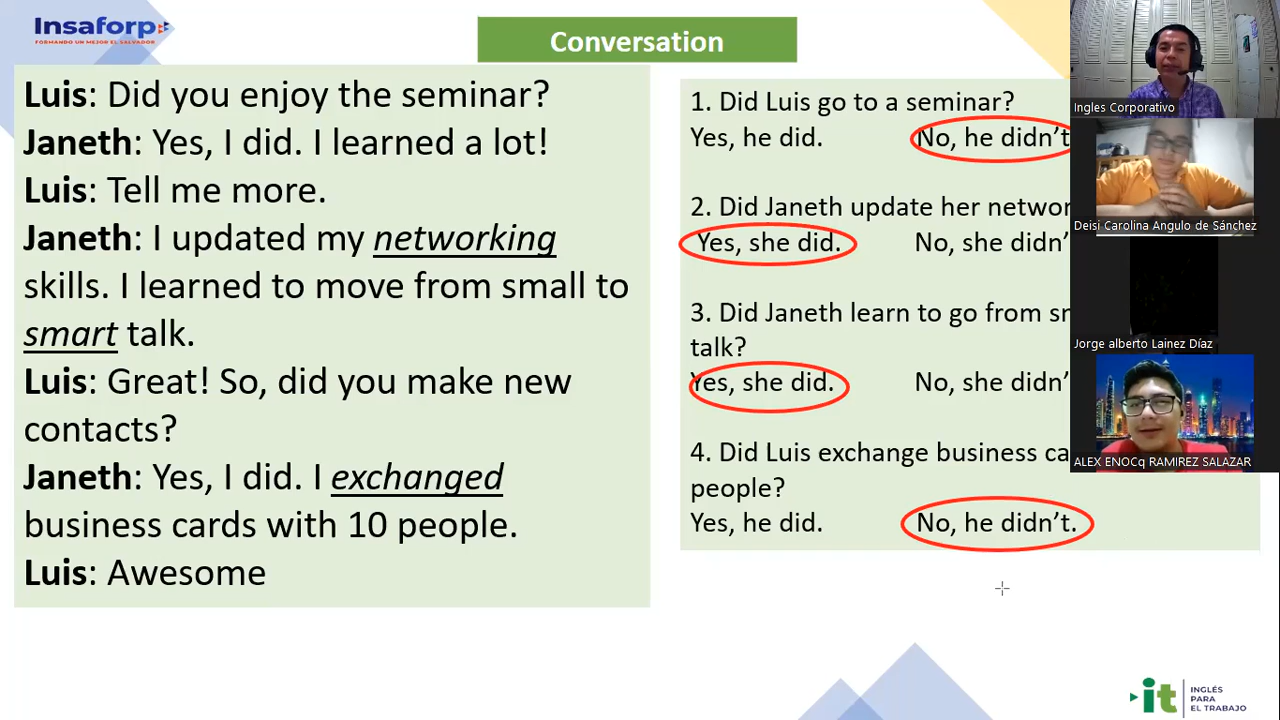 Insaforp
FORMANDO UN MEJOR EL SALVADOR
Conversation
Luis: Did you enjoy the seminar?
Janeth: Yes, I did. I learned a lot!
Luis: Tell me more.
Janeth: I updated my networking
skills. I learned to move from small to
smart talk.
Luis: Great! So, did you make new
contacts?
Janeth: Yes, I did. I exchanged
business cards with 10 people.
Luis: Awesome
1. Did Luis go to a seminar?
Yes, he did. No, he didn't
2. Did Janeth update her networ
Yes, she did. No, she didn'
3. Did Janeth learn to go from sm
talk?
Yes, she did. No, she didn'
4. Did Luis exchange business ca
people?
Yes, he did. No, he didn't.
Ingles Corporativo
Deisi Carolina Angulo de Sánchez
Jorge alberto Laínez Díaz
ALEX ENOCq RAMIREZ SALAZAR
it
INGLÉS
PARA
EL TRABAJO